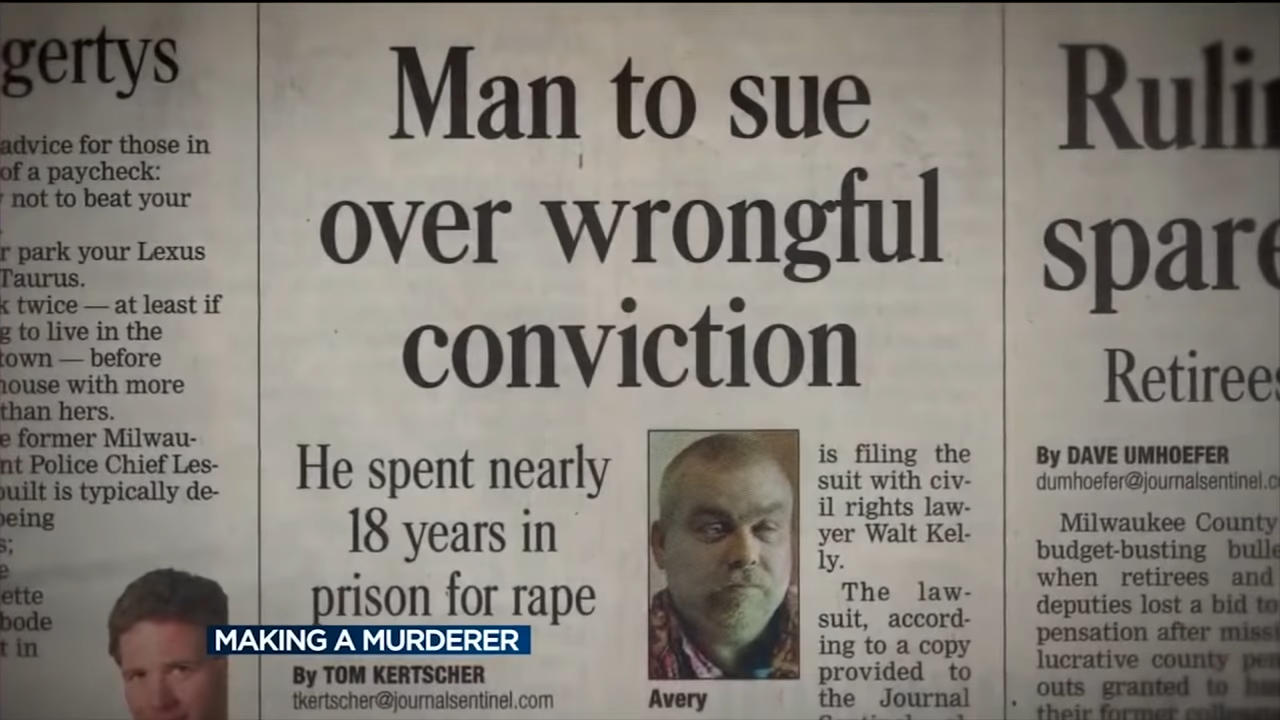 gertys
advice for those in
of a paycheck:
not to beat your
r park your Lexus
Taurus.
k twice — at least if
g to live in the
town — before
house with more
than hers.
e former Milwau-
nt Police Chief Les-
built is typically de-
being
s;
e
ette
bode
t in
Man to sue
over wrongful
conviction
He spent nearly
18 years in
prison for rape
MAKING A MURDERER
By TOM KERTSCHER
tkertscher@journalsentinel.com
Avery
is filing the
suit with civ-
il rights law-
yer Walt Kel-
ly.
The law-
suit, accord-
ing to a copy
provided to
the Journal
Rulin
spare
Retirees
By DAVE UMHOEFER
dumhoefer@journalsentinel.c
Milwaukee County
budget-busting bulle
when retirees and
deputies lost a bid to
pensation after missi
lucrative county pen
outs granted to
their former